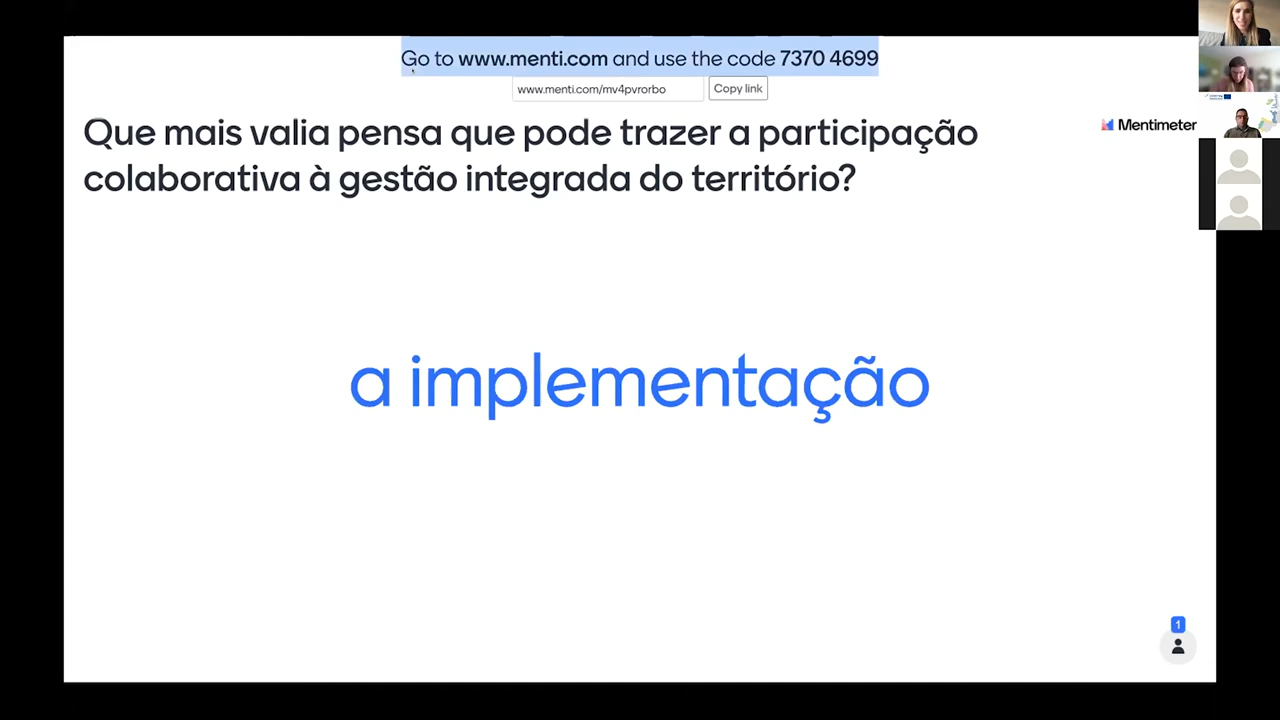 Go to www.menti.com and use the code 7370 4699
www.menti.com/mv4pvrorbo
Copy link
Que mais valia pensa que pode trazer a participação
colaborativa à gestão integrada do território?
Mentimeter
a implementação
1